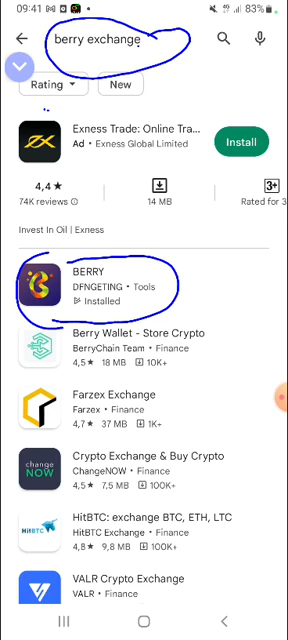 09:41 83%
berry exchange
Rating New
Exness Trade: Online Tra...
Ad • Exness Global Limited
Install
4,4★
74K reviews
14 MB
3+
Rated for 3
Invest In Oil | Exness
BERRY
DFNGETING • Tools
Installed
Berry Wallet - Store Crypto
BerryChain Team • Finance
4,5★ 18 MB 10K+
Farzex Exchange
Farzex • Finance
4,7★ 37 MB 1K+
change NOW
Crypto Exchange & Buy Crypto
ChangeNOW • Finance
4,5★ 7,5 MB 100K+
HitBTC
HitBTC: exchange BTC, ETH, LTC
HitBTC Exchange • Finance
4,8★ 9,8 MB 100K+
VALR Crypto Exchange
VALR • Finance